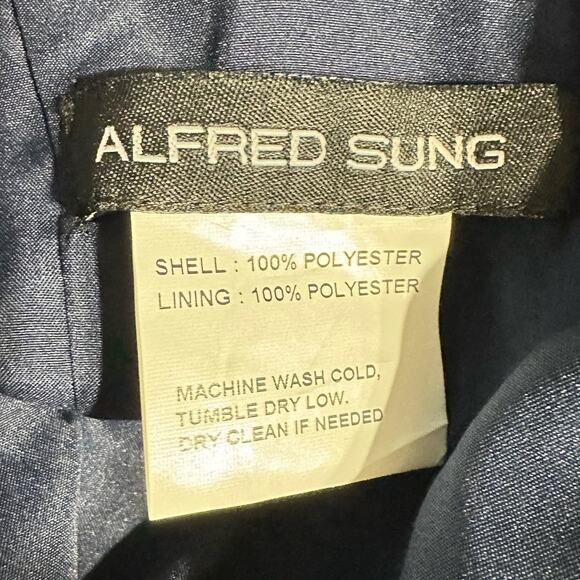 ALFRED SUNG
SHELL : 100% POLYESTER
LINING : 100% POLYESTER
MACHINE WASH COLD,
TUMBLE DRY LOW.
DRY CLEAN IF NEEDED